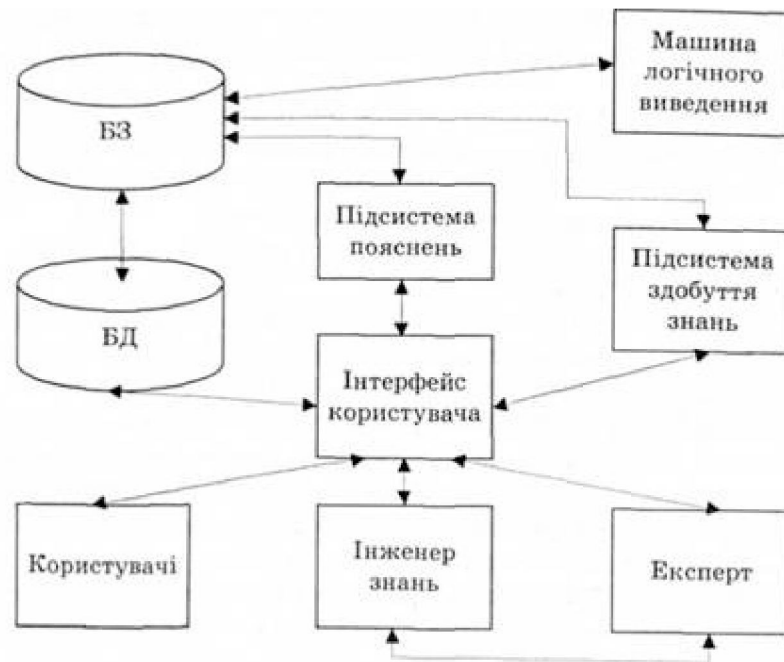 Машина
логічного
виведення
БЗ
Підсистема
пояснень
Підсистема
здобуття
знань
БД
Інтерфейс
користувача
Користувачі
Інженер
знань
Експерт